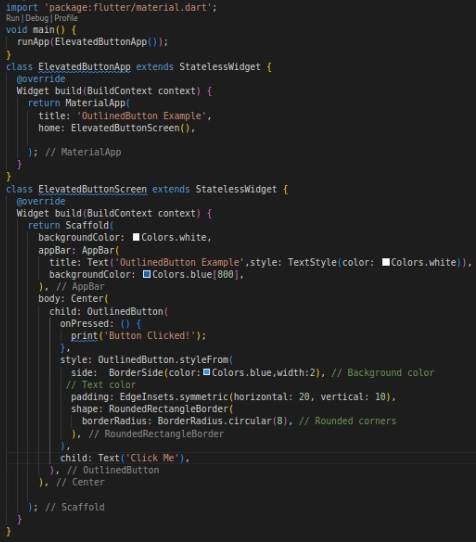 import 'package:flutter/material.dart';
Run | Debug | Profile
void main() {
  runApp(ElevatedButtonApp());
}
class ElevatedButtonApp extends StatelessWidget {
  @override
  Widget build(BuildContext context) {
    return MaterialApp(
      title: 'OutlinedButton Example',
      home: ElevatedButtonScreen(),

    ); // MaterialApp
  }
}
class ElevatedButtonScreen extends StatelessWidget {
  @override
  Widget build(BuildContext context) {
    return Scaffold(
      backgroundColor: Colors.white,
      appBar: AppBar(
        title: Text('OutlinedButton Example',style: TextStyle(color: Colors.white)),
        backgroundColor: Colors.blue[800],
      ), // AppBar
      body: Center(
        child: OutlinedButton(
          onPressed: () {
            print('Button Clicked!');
          },
          style: OutlinedButton.styleFrom(
            side:  BorderSide(color: Colors.blue,width:2), // Background color
           // Text color
            padding: EdgeInsets.symmetric(horizontal: 20, vertical: 10),
            shape: RoundedRectangleBorder(
              borderRadius: BorderRadius.circular(8), // Rounded corners
            ), // RoundedRectangleBorder
          ),
          child: Text('Click Me'),
        ), // OutlinedButton
      ), // Center

    ); // Scaffold
  }
}